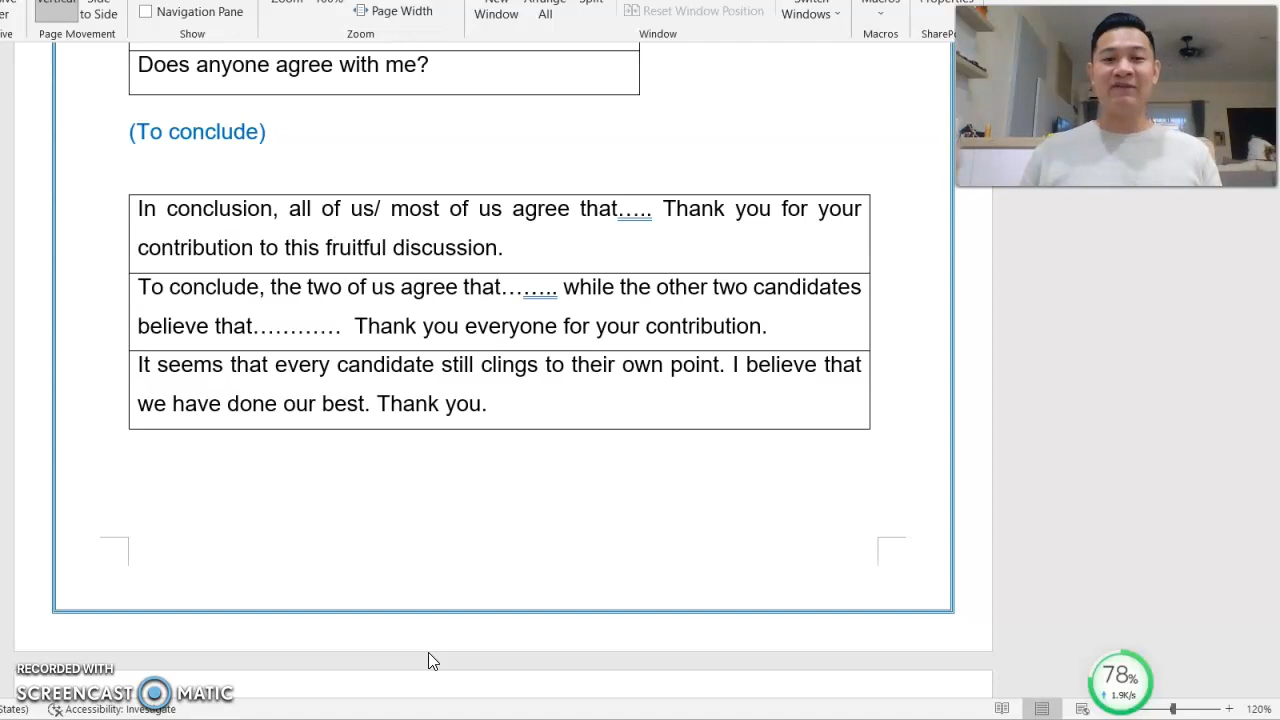 Navigation Pane
Page Width
Window
All
Reset Window Position
Windows
to Side
Page Movement
Show
Zoom
Window
Macros
Does anyone agree with me?
(To conclude)
In conclusion, all of us/ most of us agree that….. Thank you for your
contribution to this fruitful discussion.
To conclude, the two of us agree that…….. while the other two candidates
believe that………… Thank you everyone for your contribution.
It seems that every candidate still clings to their own point. I believe that
we have done our best. Thank you.
RECORDED WITH
SCREENCAST MATIC
Accessibility: Investigate
78%
1.9K/s
120%